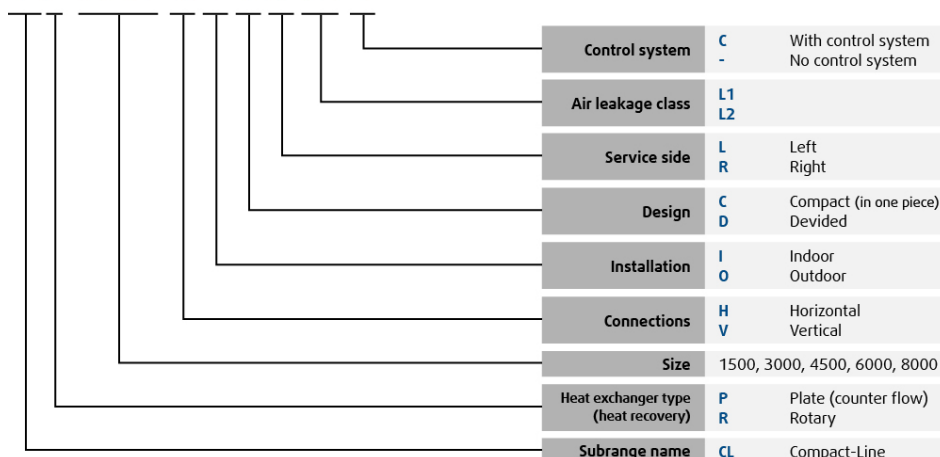 Control system C With control system
- No control system
Air leakage class L1
L2
Service side L Left
R Right
Design C Compact (in one piece)
D Devided
Installation I Indoor
O Outdoor
Connections H Horizontal
V Vertical
Size 1500, 3000, 4500, 6000, 8000
Heat exchanger type P Plate (counter flow)
(heat recovery) R Rotary
Subrange name CL Compact-Line